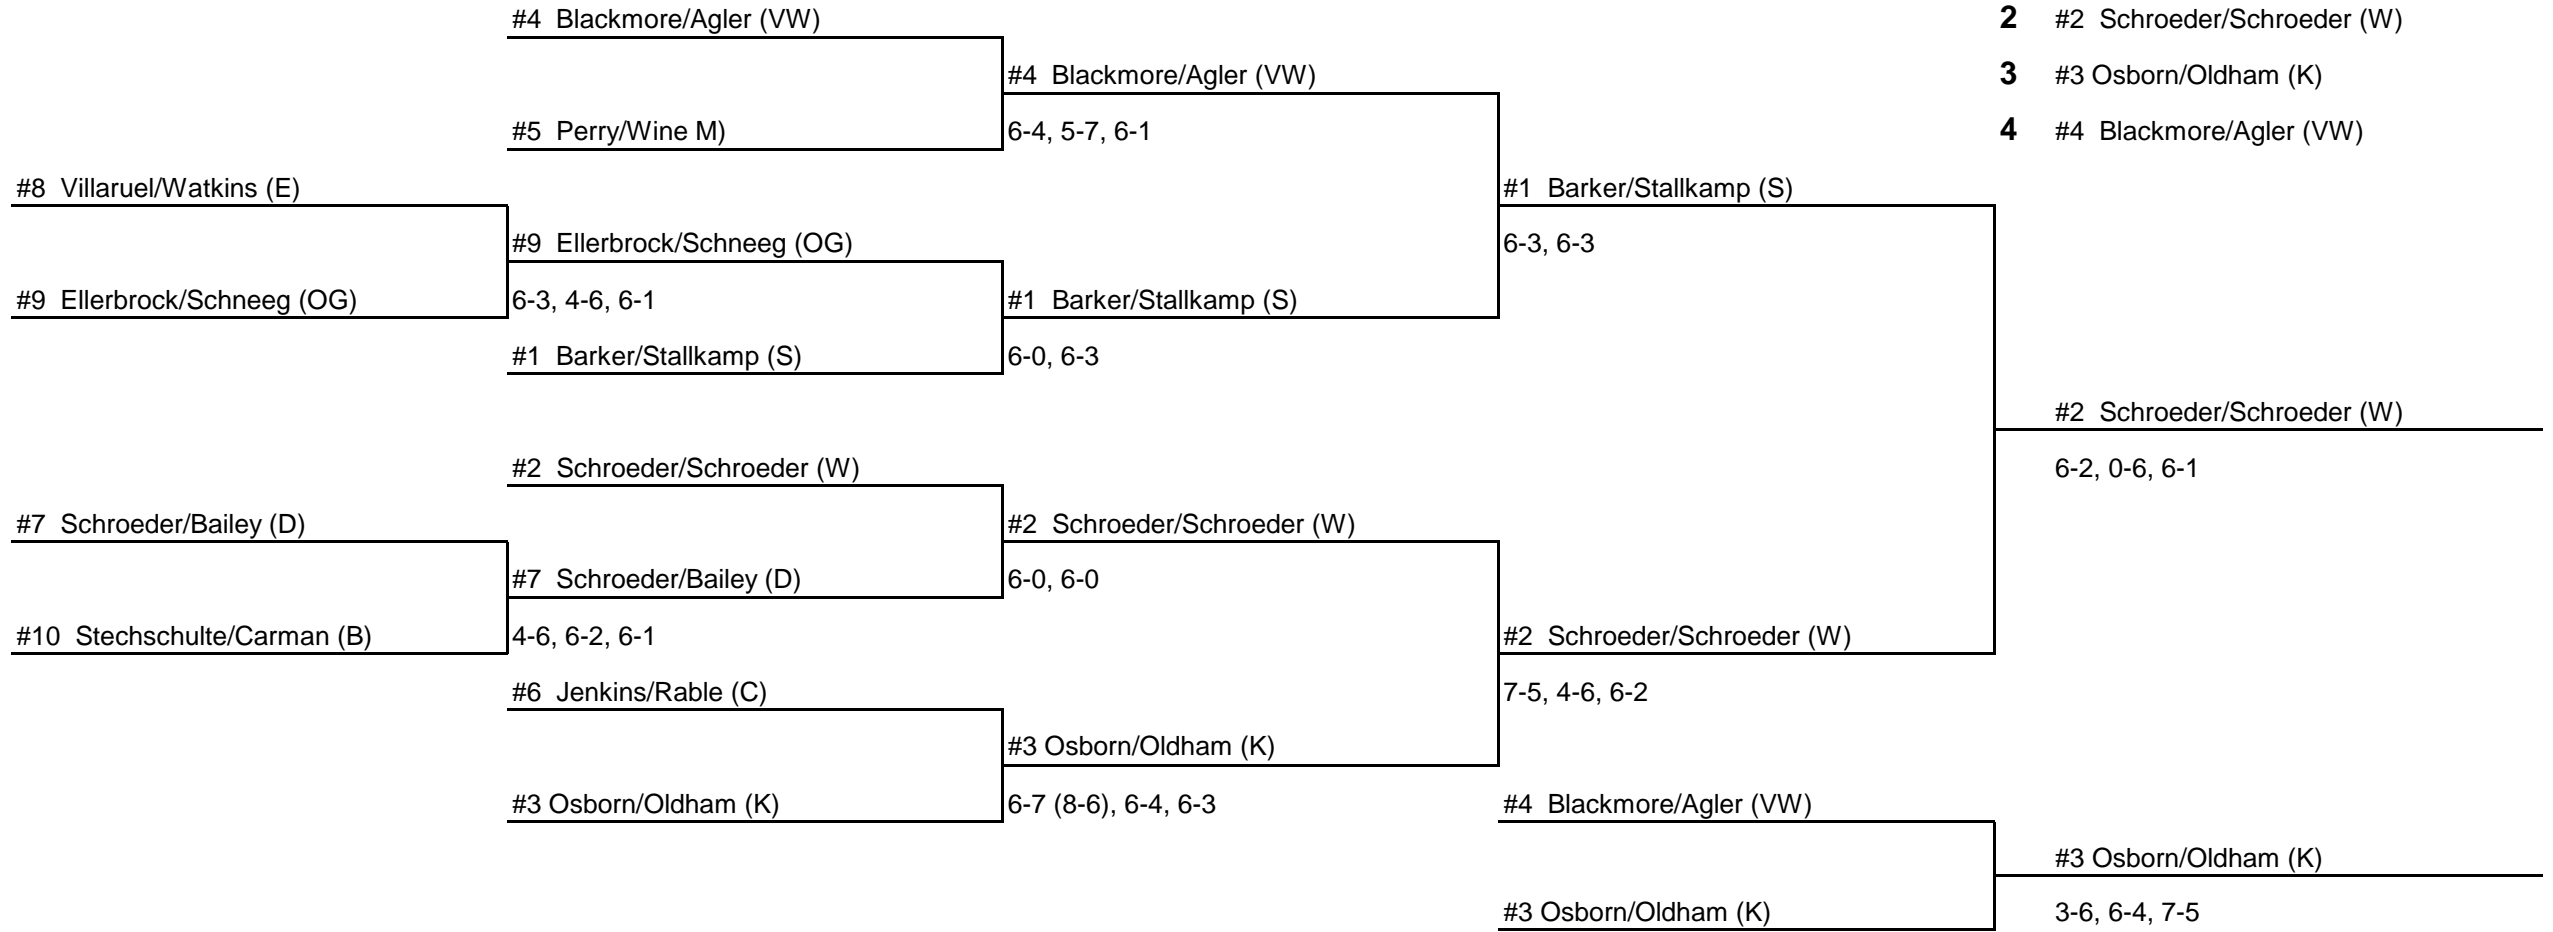 #4 Blackmore/Agler (VW)
2 #2 Schroeder/Schroeder (W)
#4 Blackmore/Agler (VW)
3 #3 Osborn/Oldham (K)
#5 Perry/Wine M)
6-4, 5-7, 6-1
4 #4 Blackmore/Agler (VW)
#8 Villaruel/Watkins (E)
#1 Barker/Stallkamp (S)
#9 Ellerbrock/Schneeg (OG)
6-3, 6-3
#9 Ellerbrock/Schneeg (OG)
6-3, 4-6, 6-1
#1 Barker/Stallkamp (S)
#1 Barker/Stallkamp (S)
6-0, 6-3
#2 Schroeder/Schroeder (W)
#2 Schroeder/Schroeder (W)
6-2, 0-6, 6-1
#7 Schroeder/Bailey (D)
#2 Schroeder/Schroeder (W)
#7 Schroeder/Bailey (D)
6-0, 6-0
#10 Stechschulte/Carman (B)
4-6, 6-2, 6-1
#2 Schroeder/Schroeder (W)
#6 Jenkins/Rable (C)
7-5, 4-6, 6-2
#3 Osborn/Oldham (K)
#3 Osborn/Oldham (K)
6-7 (8-6), 6-4, 6-3
#4 Blackmore/Agler (VW)
#3 Osborn/Oldham (K)
#3 Osborn/Oldham (K)
3-6, 6-4, 7-5